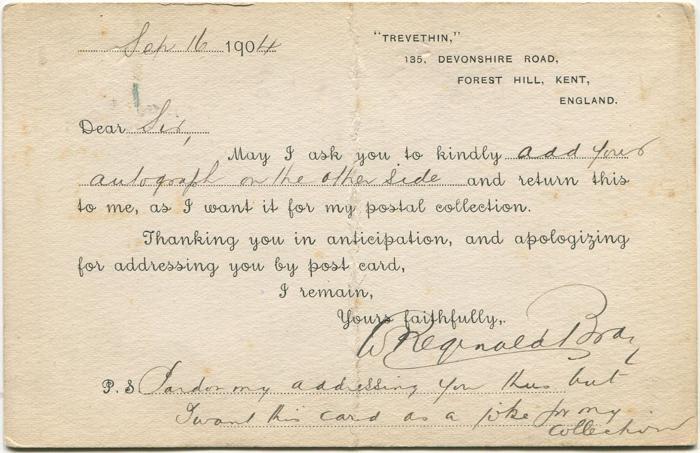 Sep 16 1904
"TREVETHIN,"
135, DEVONSHIRE ROAD,
FOREST HILL, KENT,
ENGLAND.
Dear Sir,
May I ask you to kindly add your
autograph on the other side and return this
to me, as I want it for my postal collection.
Thanking you in anticipation, and apologizing
for addressing you by post card,
I remain,
Yours faithfully,
W Reginald Bray
P.S Pardon my addressing you thus but
I want this card as a joke for my
collection